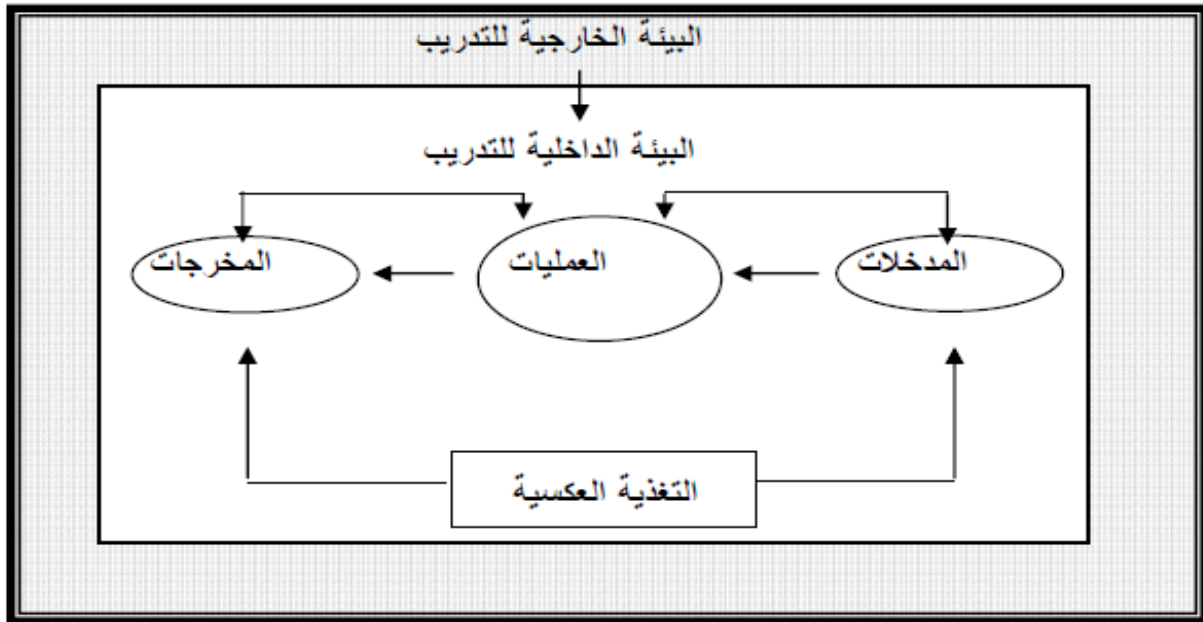 البيئة الخارجية للتدريب
البيئة الداخلية للتدريب
المدخلات
العمليات
المخرجات
التغذية العكسية